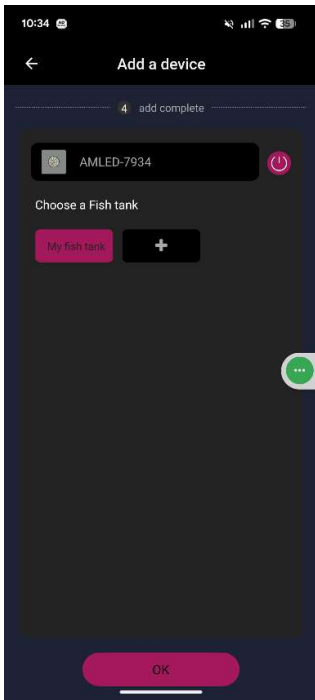 10:34
35
Add a device
4 add complete
AMLED-7934
Choose a Fish tank
My fish tank
+
OK